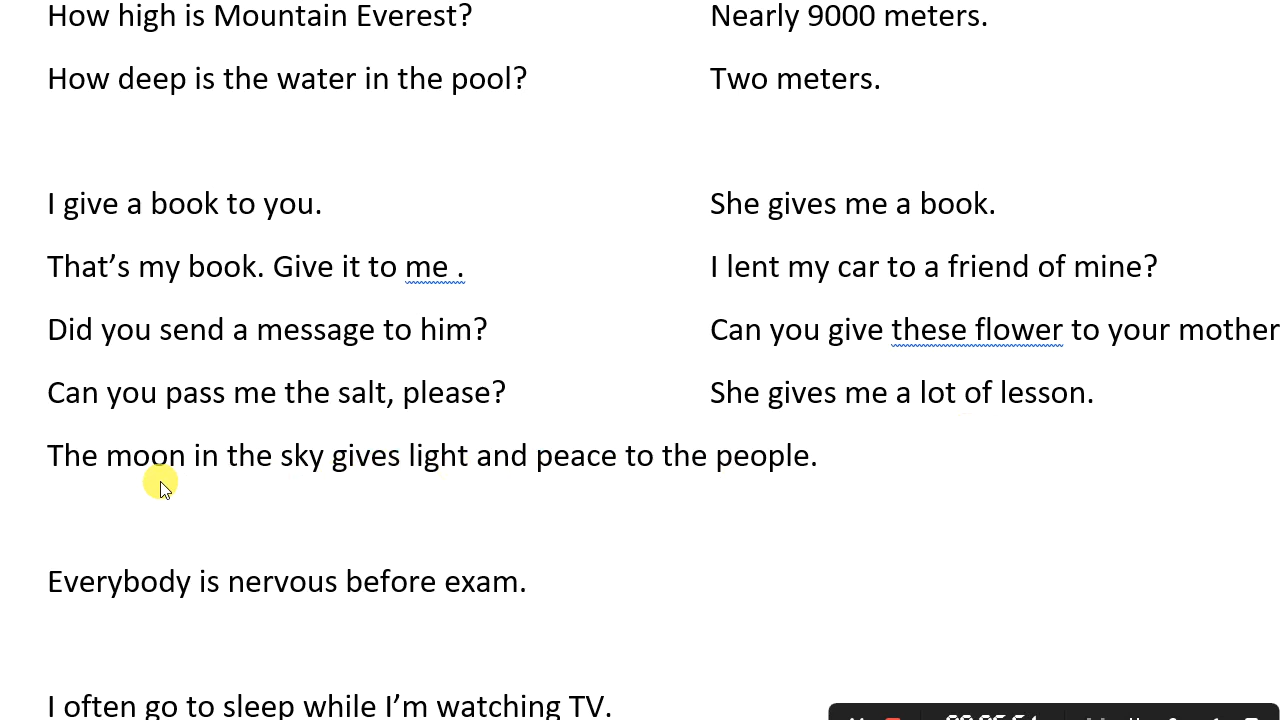 How high is Mountain Everest? Nearly 9000 meters.
How deep is the water in the pool? Two meters.
I give a book to you. She gives me a book.
That’s my book. Give it to me . I lent my car to a friend of mine?
Did you send a message to him? Can you give these flower to your mother
Can you pass me the salt, please? She gives me a lot of lesson.
The moon in the sky gives light and peace to the people.
Everybody is nervous before exam.
I often go to sleep while I’m watching TV.